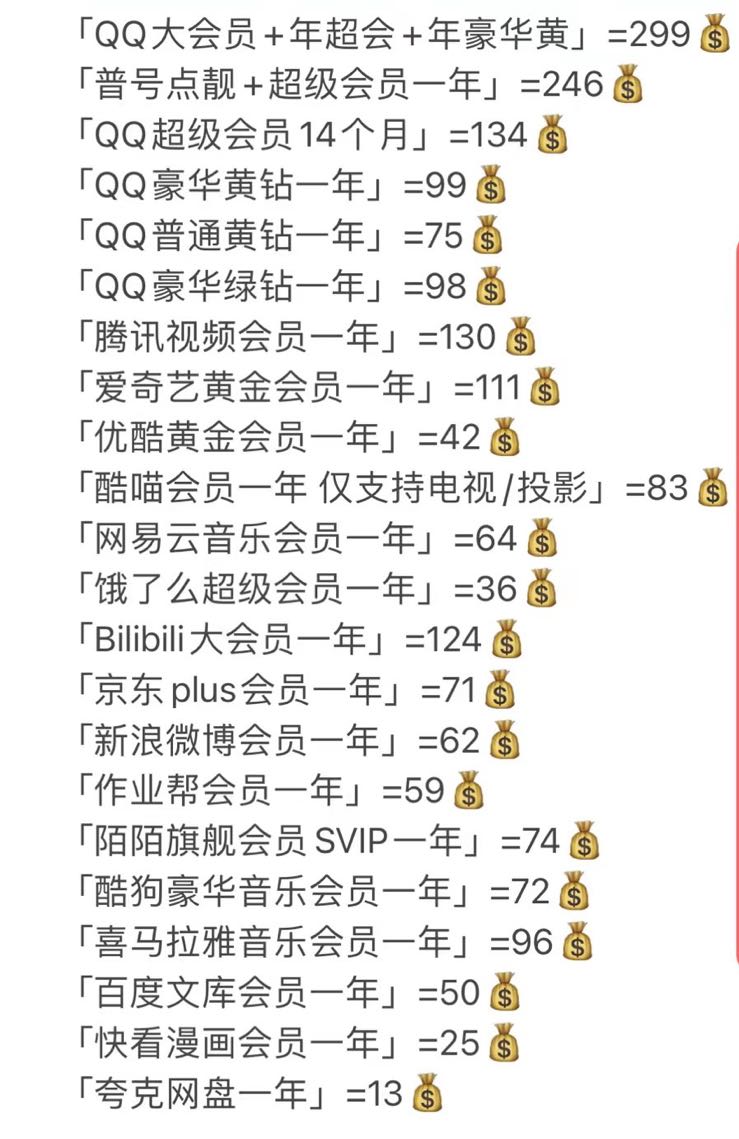 「QQ大会员+年超会+年豪华黄」=299💰
「普号点靓+超级会员一年」=246💰
「QQ超级会员14个月」=134💰
「QQ豪华黄钻一年」=99💰
「QQ普通黄钻一年」=75💰
「QQ豪华绿钻一年」=98💰
「腾讯视频会员一年」=130💰
「爱奇艺黄金会员一年」=111💰
「优酷黄金会员一年」=42💰
「酷喵会员一年 仅支持电视/投影」=83💰
「网易云音乐会员一年」=64💰
「饿了么超级会员一年」=36💰
「Bilibili大会员一年」=124💰
「京东plus会员一年」=71💰
「新浪微博会员一年」=62💰
「作业帮会员一年」=59💰
「陌陌旗舰会员SVIP一年」=74💰
「酷狗豪华音乐会员一年」=72💰
「喜马拉雅音乐会员一年」=96💰
「百度文库会员一年」=50💰
「快看漫画会员一年」=25💰
「夸克网盘一年」=13💰